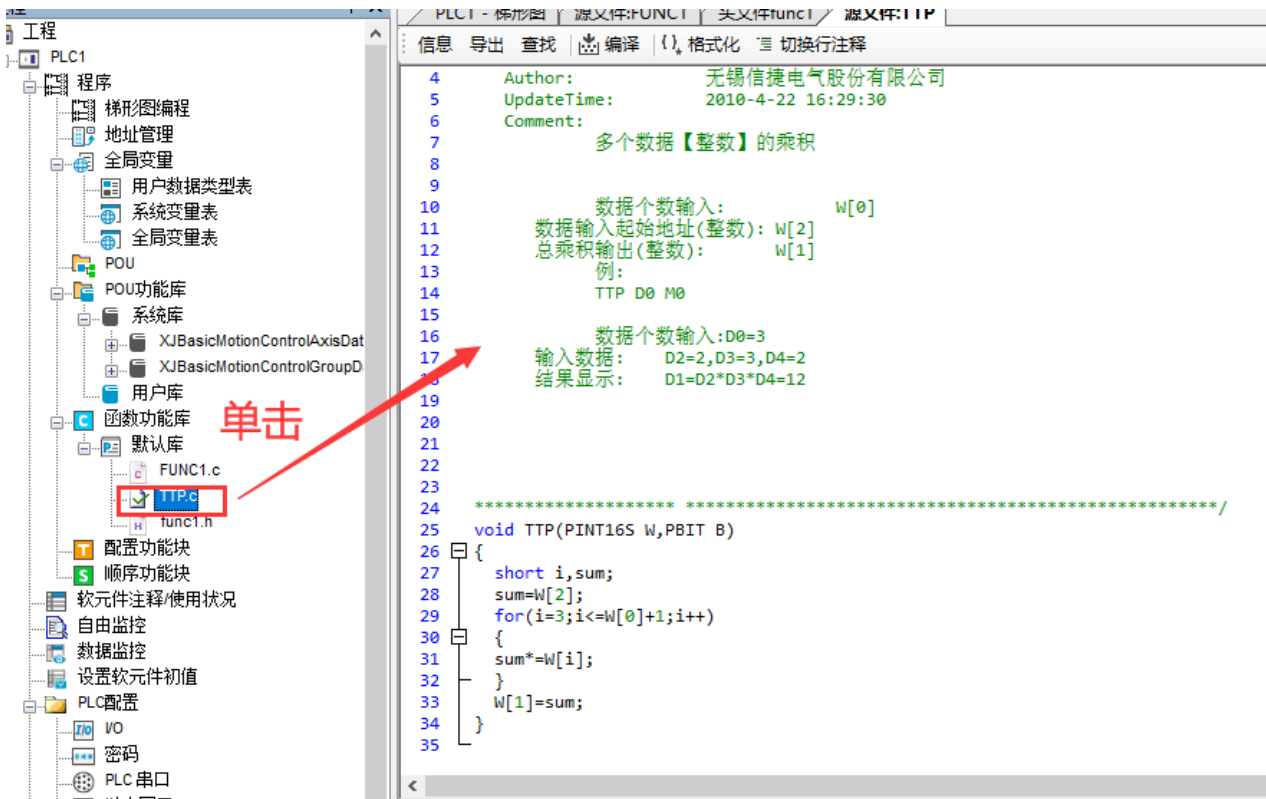 工程
PLC1
程序
梯形图编程
地址管理
全局变量
用户数据类型表
系统变量表
全局变量表
POU
POU功能库
系统库
XJBasicMotionControlAxisDat
XJBasicMotionControlGroupD
用户库
函数功能库
默认库
FUNC1.c
TTP.c
func1.h
配置功能块
顺序功能块
软元件注释/使用状况
自由监控
数据监控
设置软元件初值
PLC配置
I/O
密码
PLC 串口
单击
PLC1 - 梯形图 源文件:FUNC1 头文件func1 源文件:TTP
信息 导出 查找 编译 格式化 切换行注释
4 Author: 无锡信捷电气股份有限公司
5 UpdateTime: 2010-4-22 16:29:30
6 Comment:
7 多个数据【整数】的乘积
8
9
10 数据个数输入: W[0]
11 数据输入起始地址(整数): W[2]
12 总乘积输出(整数): W[1]
13 例:
14 TTP D0 M0
15
16 数据个数输入:D0=3
17 输入数据: D2=2,D3=3,D4=2
18 结果显示: D1=D2*D3*D4=12
19
20
21
22
23
24 ******************** *****************************************************/
25 void TTP(PINT16S W,PBIT B)
26 {
27 short i,sum;
28 sum=W[2];
29 for(i=3;i<=W[0]+1;i++)
30 {
31 sum*=W[i];
32 }
33 W[1]=sum;
34 }
35